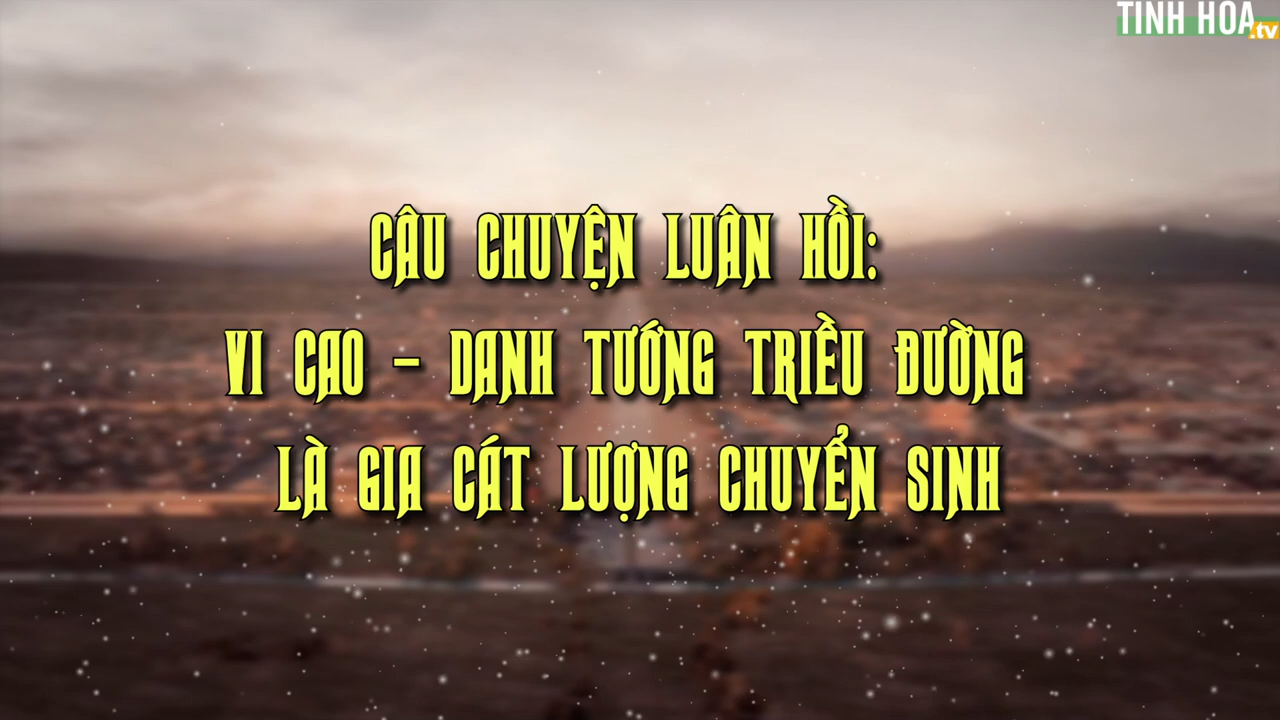 TINH HOA.tv
CÂU CHUYỆN LUÂN HỒI:
VI CAO - DANH TƯỚNG TRIỀU ĐƯỜNG
LÀ GIA CÁT LƯỢNG CHUYỂN SINH